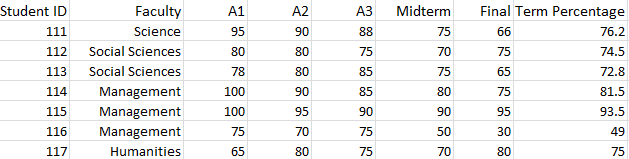 Student ID Faculty A1 A2 A3 Midterm Final Term Percentage
111 Science 95 90 88 75 66 76.2
112 Social Sciences 80 80 75 70 75 74.5
113 Social Sciences 78 80 85 75 65 72.8
114 Management 100 90 85 80 75 81.5
115 Management 100 95 90 90 95 93.5
116 Management 75 70 75 50 30 49
117 Humanities 65 80 75 70 80 75